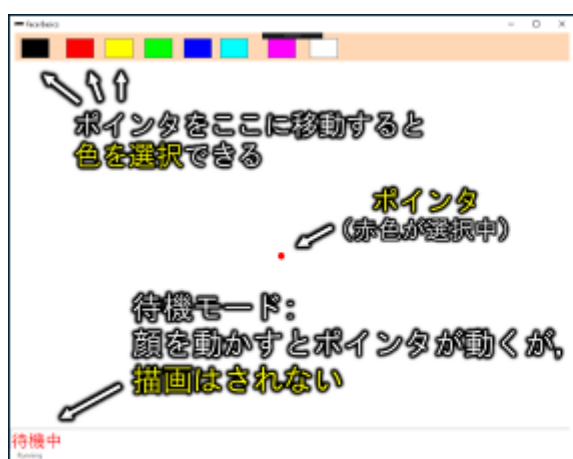 Face Basics
ポインタをここに移動すると
色を選択できる
ポインタ
(赤色が選択中)
待機モード:
顔を動かすとポインタが動くが,
描画はされない
待機中
Running